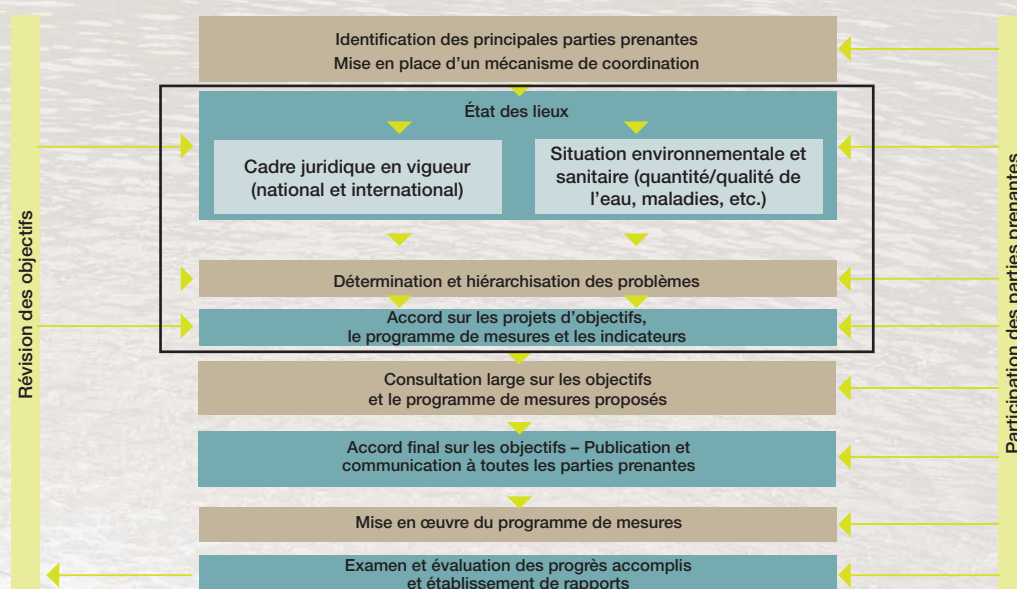 Identification des principales parties prenantes
Mise en place d'un mécanisme de coordination
État des lieux
Cadre juridique en vigueur
(national et international)
Situation environnementale et
sanitaire (quantité/qualité de
l'eau, maladies, etc.)
Détermination et hiérarchisation des problèmes
Accord sur les projets d'objectifs,
le programme de mesures et les indicateurs
Consultation large sur les objectifs
et le programme de mesures proposés
Accord final sur les objectifs – Publication et
communication à toutes les parties prenantes
Mise en œuvre du programme de mesures
Examen et évaluation des progrès accomplis
et établissement de rapports
Révision des objectifs
Participation des parties prenantes